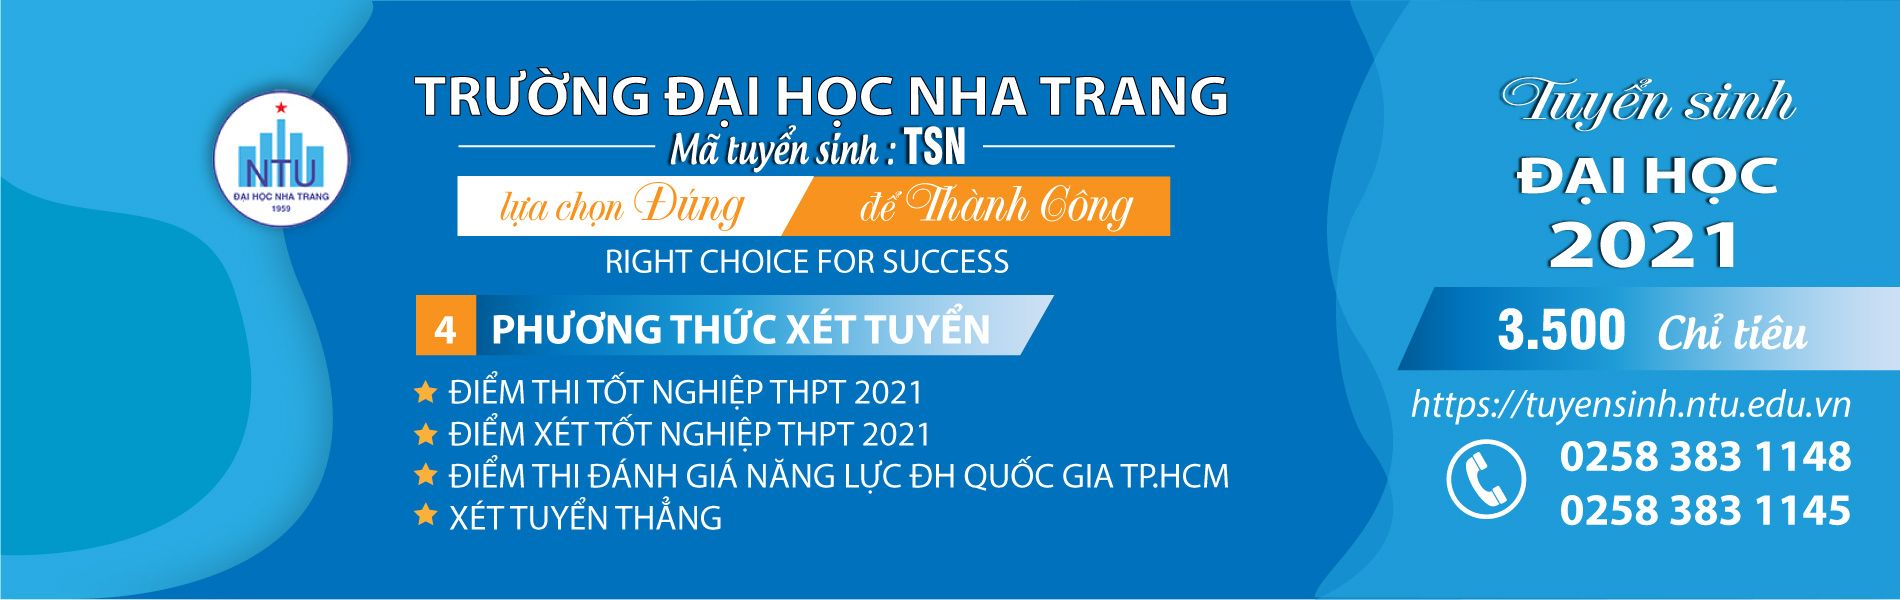 NTU
ĐẠI HỌC NHA TRANG
1959
TRƯỜNG ĐẠI HỌC NHA TRANG
Mã tuyển sinh : TSN
lựa chọn Đúng để Thành Công
RIGHT CHOICE FOR SUCCESS
4 PHƯƠNG THỨC XÉT TUYỂN
ĐIỂM THI TỐT NGHIỆP THPT 2021
ĐIỂM XÉT TỐT NGHIỆP THPT 2021
ĐIỂM THI ĐÁNH GIÁ NĂNG LỰC ĐH QUỐC GIA TP.HCM
XÉT TUYỂN THẲNG
Tuyển sinh
ĐẠI HỌC
2021
3.500 Chỉ tiêu
https://tuyensinh.ntu.edu.vn
0258 383 1148
0258 383 1145